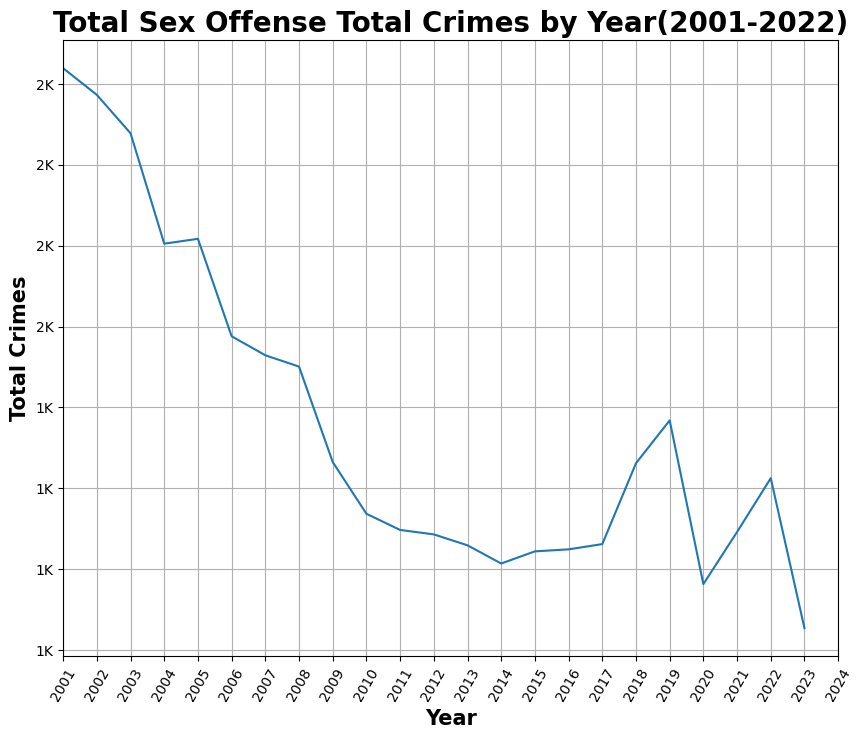 Total Sex Offense Total Crimes by Year(2001-2022)
2K
2K
2K
2K
1K
1K
1K
1K
Total Crimes
2001
2002
2003
2004
2005
2006
2007
2008
2009
2010
2011
2012
2013
2014
2015
2016
2017
2018
2019
2020
2021
2022
2023
2024
Year